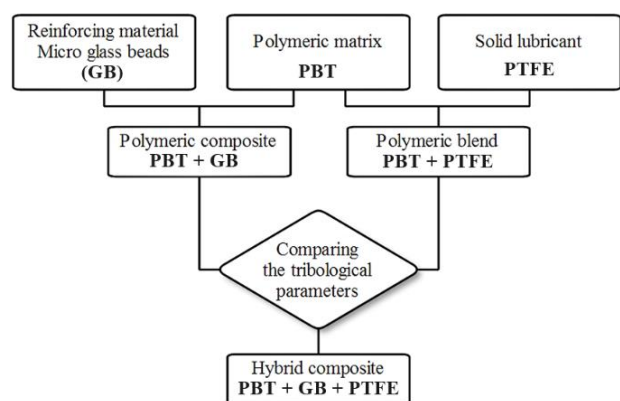 Reinforcing material
Micro glass beads
(GB)
Polymeric matrix
PBT
Solid lubricant
PTFE
Polymeric composite
PBT + GB
Polymeric blend
PBT + PTFE
Comparing
the tribological
parameters
Hybrid composite
PBT + GB + PTFE